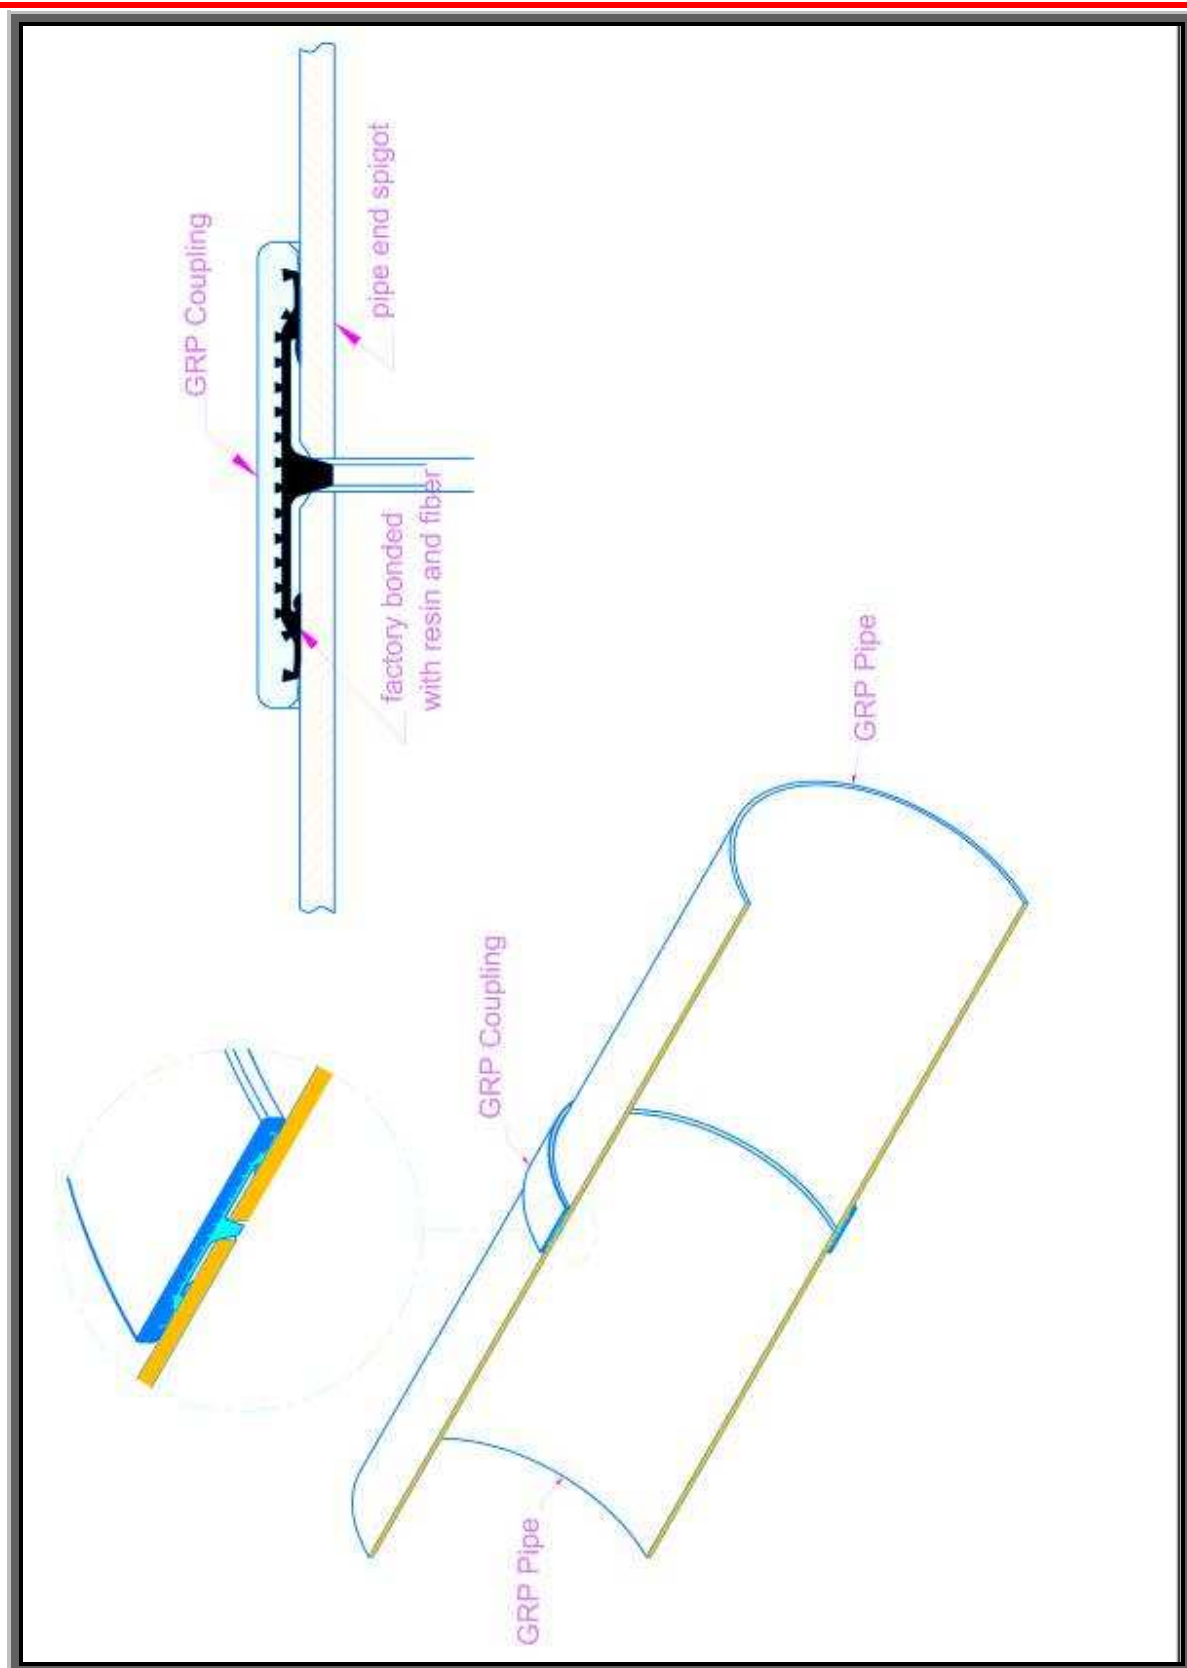 GRP Coupling
pipe end spigot
factory bonded
with resin and fiber
GRP Coupling
GRP Pipe
GRP Pipe